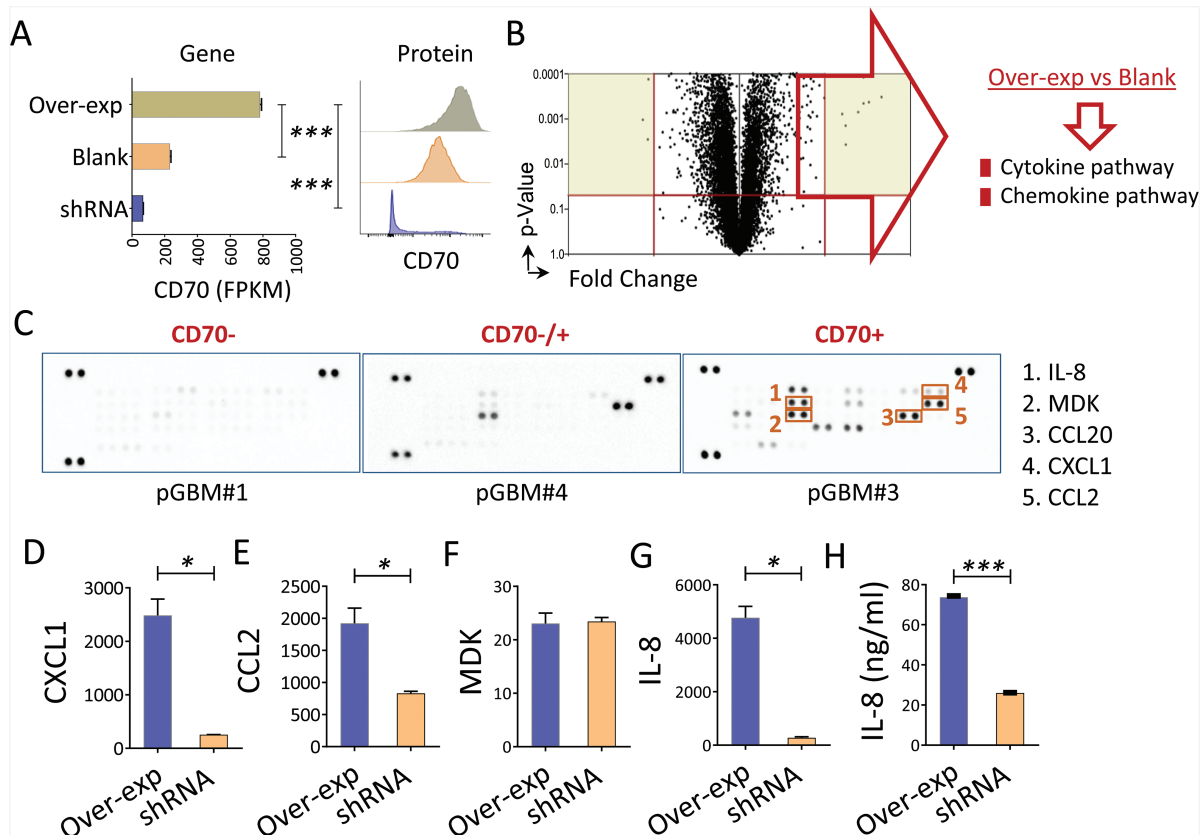 A
Gene
Protein
Over-exp
Blank
shRNA
***
***
0
200
400
600
800
1000
CD70 (FPKM)
CD70
B
0.0001
0.001
0.01
0.1
1.0
p-Value
Fold Change
Over-exp vs Blank
Cytokine pathway
Chemokine pathway
C
CD70-
CD70-/+
CD70+
1
2
3
4
5
pGBM#1
pGBM#4
pGBM#3
1. IL-8
2. MDK
3. CCL20
4. CXCL1
5. CCL2
D
*
3000
2000
1000
0
CXCL1
Over-exp
shRNA
E
*
2500
2000
1500
1000
500
0
CCL2
Over-exp
shRNA
F
30
20
10
0
MDK
Over-exp
shRNA
G
*
6000
4000
2000
0
IL-8
Over-exp
shRNA
H
***
80
60
40
20
0
IL-8 (ng/ml)
Over-exp
shRNA